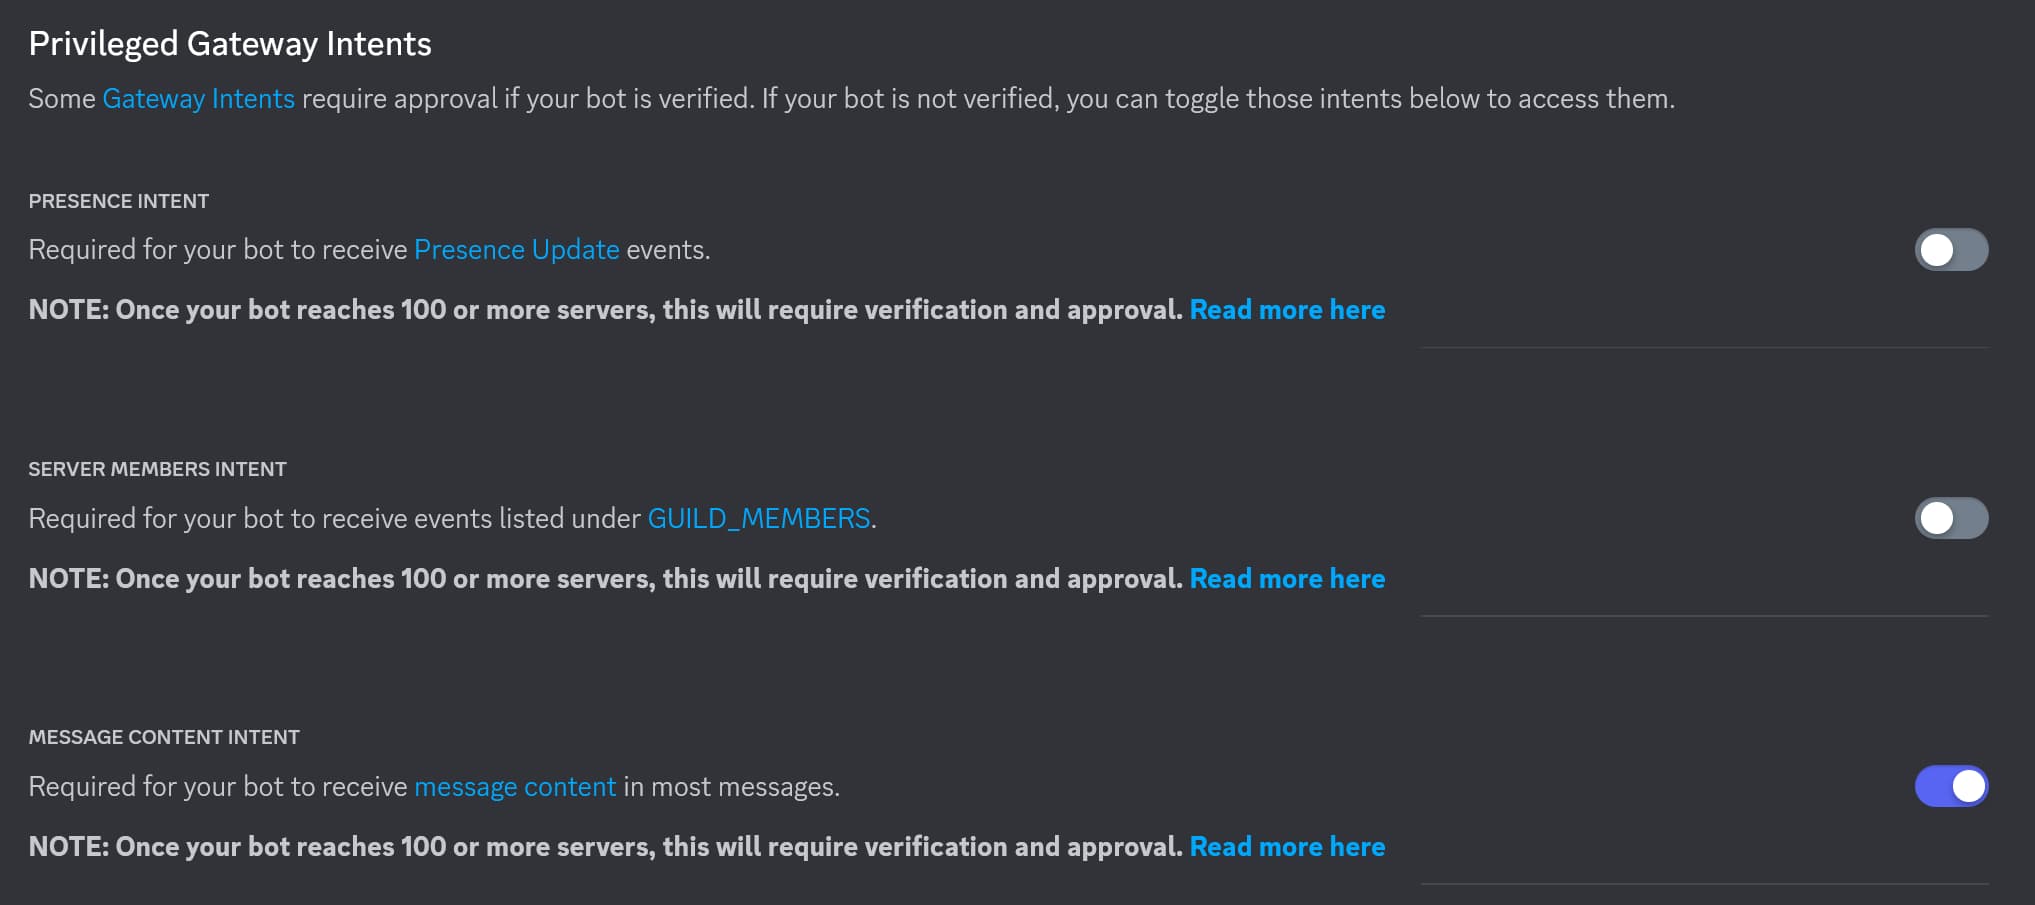 Privileged Gateway Intents
Some Gateway Intents require approval if your bot is verified. If your bot is not verified, you can toggle those intents below to access them.
PRESENCE INTENT
Required for your bot to receive Presence Update events.
NOTE: Once your bot reaches 100 or more servers, this will require verification and approval. Read more here
SERVER MEMBERS INTENT
Required for your bot to receive events listed under GUILD_MEMBERS.
NOTE: Once your bot reaches 100 or more servers, this will require verification and approval. Read more here
MESSAGE CONTENT INTENT
Required for your bot to receive message content in most messages.
NOTE: Once your bot reaches 100 or more servers, this will require verification and approval. Read more here